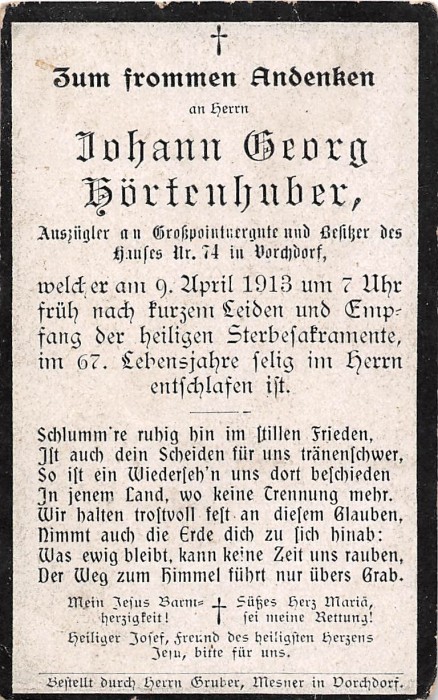 Zum frommen Andenken
an Herrn
Johann Georg
Hörtenhuber,
Auszügler an Großpointnergute und Besitzer des
Hauses Nr. 74 in Vorchdorf,
welcher am 9. April 1913 um 7 Uhr
früh nach kurzem Leiden und Emp-
fang der heiligen Sterbesakramente,
im 67. Lebensjahre selig im Herrn
entschlafen ist.
Schlumm're ruhig hin im stillen Frieden,
Ist auch dein Scheiden für uns tränenschwer,
So ist ein Wiederseh'n uns dort beschieden
In jenem Land, wo keine Trennung mehr.
Wir halten trostvoll fest an diesem Glauben,
Nimmt auch die Erde dich zu sich hinab:
Was ewig bleibt, kann keine Zeit uns rauben,
Der Weg zum Himmel führt nur übers Grab.
Mein Jesus Barm-
herzigkeit!
Süßes Herz Mariä,
sei meine Rettung!
Heiliger Josef, Freund des heiligsten Herzens
Jesu, bitte für uns.
Bestellt durch Herrn Gruber, Mesner in Vorchdorf.